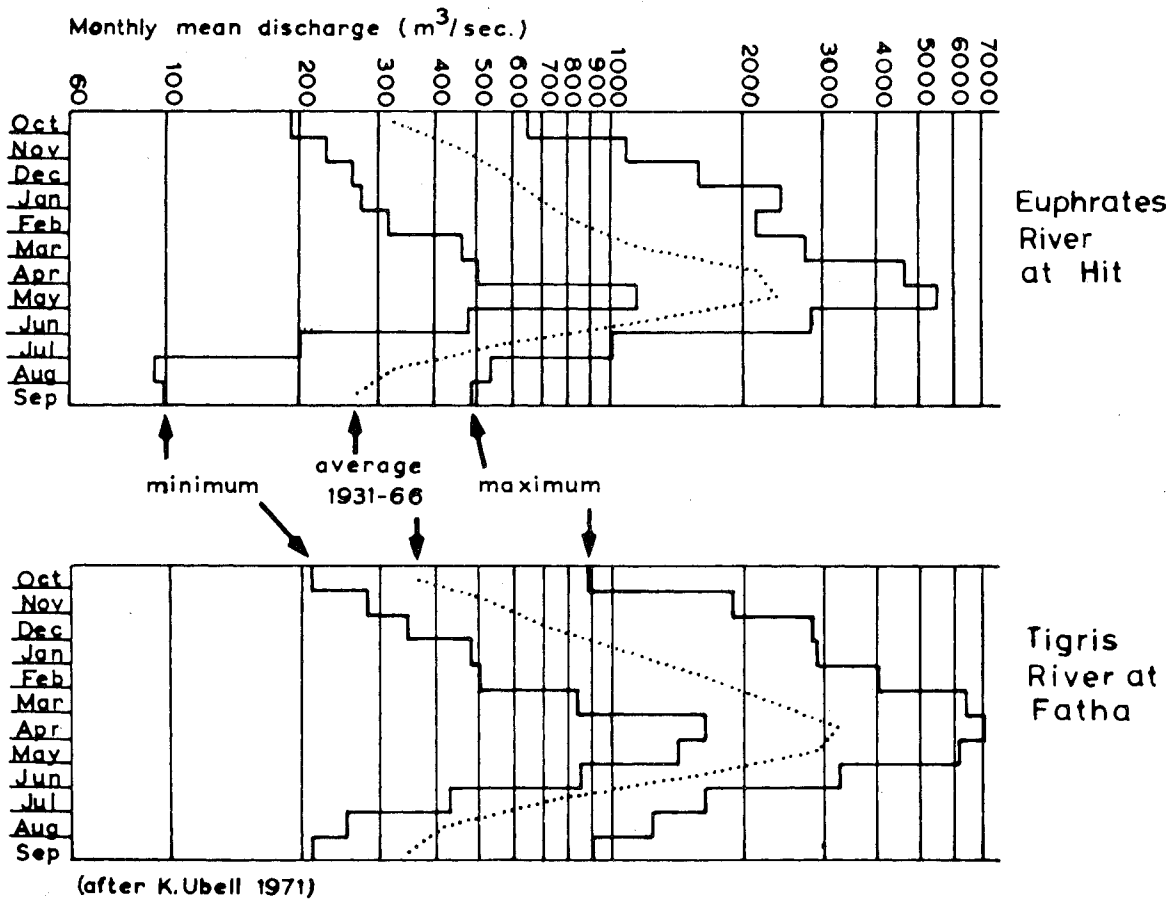 Monthly mean discharge (m³/sec.)
60 100 200 300 400 500 600 700 800 900 1000 2000 3000 4000 5000 6000 7000
Oct
Nov
Dec
Jan
Feb
Mar
Apr
May
Jun
Jul
Aug
Sep
Euphrates
River
at Hit
minimum
average
1931-66
maximum
Oct
Nov
Dec
Jan
Feb
Mar
Apr
May
Jun
Jul
Aug
Sep
Tigris
River at
Fatha
(after K.Ubell 1971)